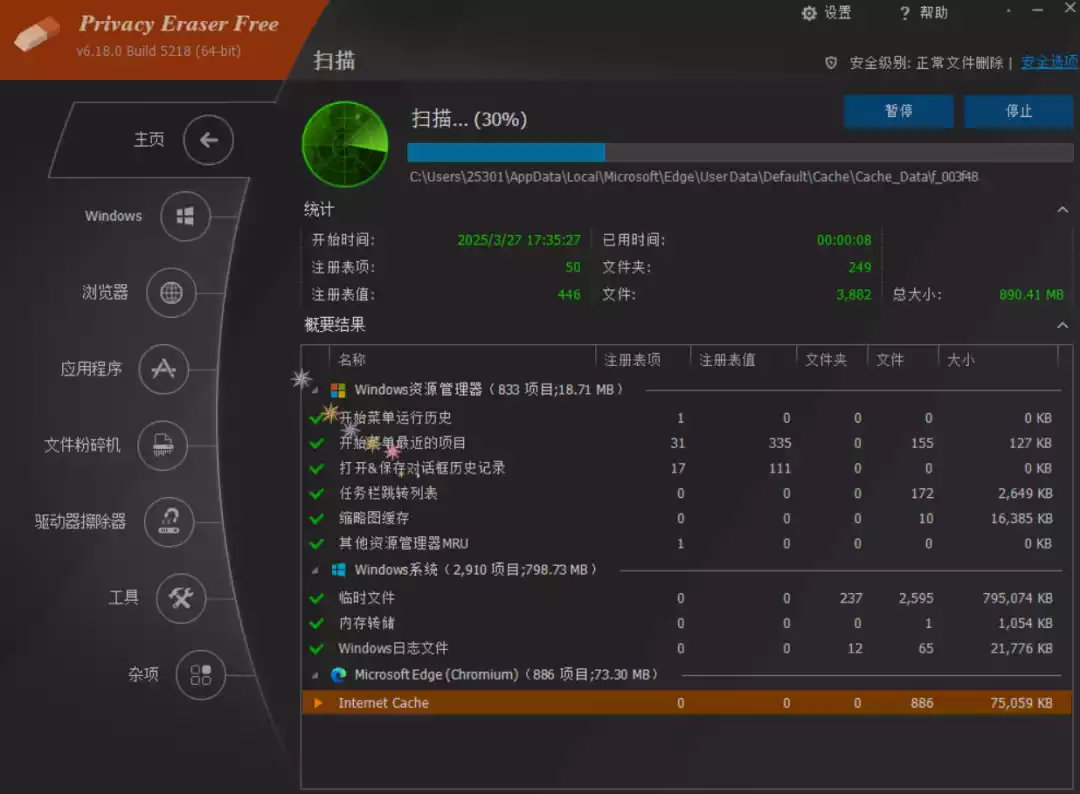 Privacy Eraser Free
v6.18.0 Build 5218 (64-bit)
设置
? 帮助
扫描
安全级别: 正常文件删除 | 安全选项
主页
Windows
浏览器
应用程序
文件粉碎机
驱动器擦除器
工具
杂项
扫描... (30%)
暂停
停止
C:\Users\25301\AppData\Local\Microsoft\Edge\User Data\Default\Cache\Cache_Data\f_003f48
统计
开始时间: 2025/3/27 17:35:27 已用时间: 00:00:08
注册表项: 50 文件夹: 249
注册表值: 446 文件: 3,882 总大小: 890.41 MB
概要结果
名称 注册表项 注册表值 文件夹 文件 大小
Windows资源管理器 ( 833 项目;18.71 MB )
开始菜单运行历史 1 0 0 0 0 KB
开始菜单最近的项目 31 335 0 155 127 KB
打开&保存对话框历史记录 17 111 0 0 0 KB
任务栏跳转列表 0 0 0 172 2,649 KB
缩略图缓存 0 0 0 10 16,385 KB
其他资源管理器MRU 1 0 0 0 0 KB
Windows系统 ( 2,910 项目;798.73 MB )
临时文件 0 0 237 2,595 795,074 KB
内存转储 0 0 0 1 1,054 KB
Windows日志文件 0 0 12 65 21,776 KB
Microsoft Edge (Chromium) ( 886 项目;73.30 MB )
Internet Cache 0 0 0 886 75,059 KB